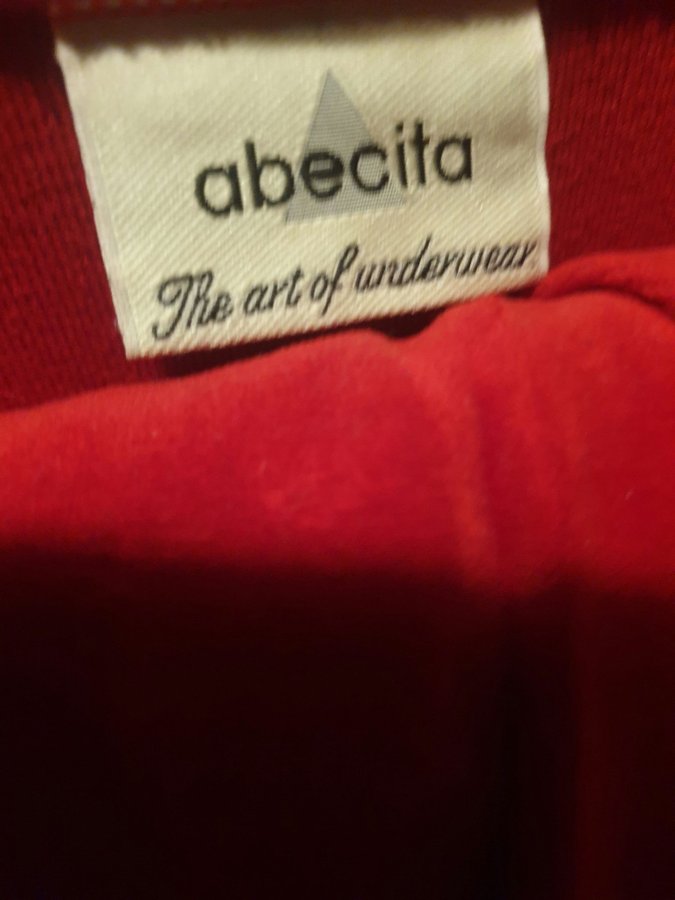 abecita
The art of underwear